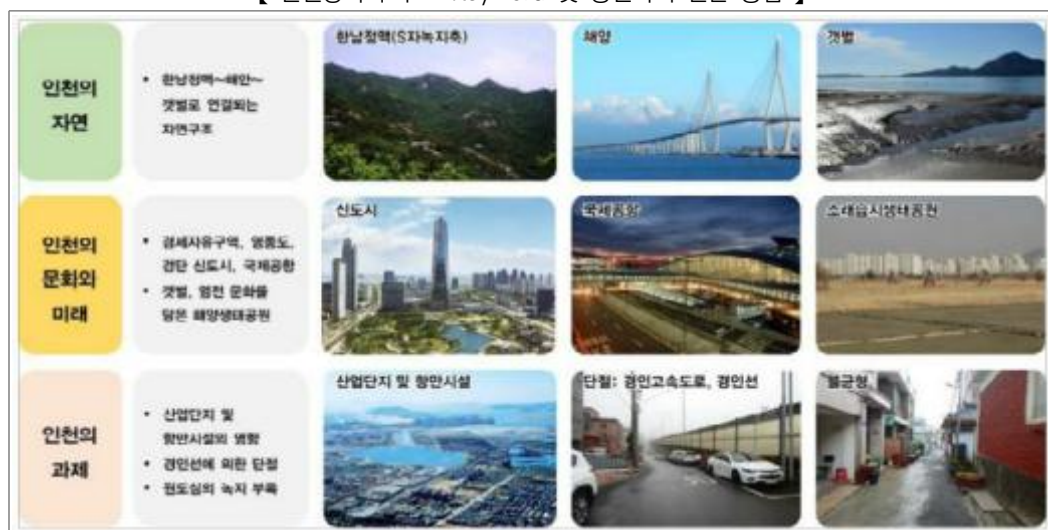 한남정맥(S자녹지축)
해양
갯벌
인천의
자연
• 한남정맥~해안~
갯벌로 연결되는
자연구조
신도시
국제공항
소래습지생태공원
인천의
문화와
미래
• 경제자유구역, 영종도,
검단 신도시, 국제공항
• 갯벌, 염전 문화를
담은 해양생태공원
산업단지 및 항만시설
단절: 경인고속도로, 경인선
불균형
인천의
과제
• 산업단지 및
항만시설의 영향
• 경인선에 의한 단절
• 원도심의 녹지 부족